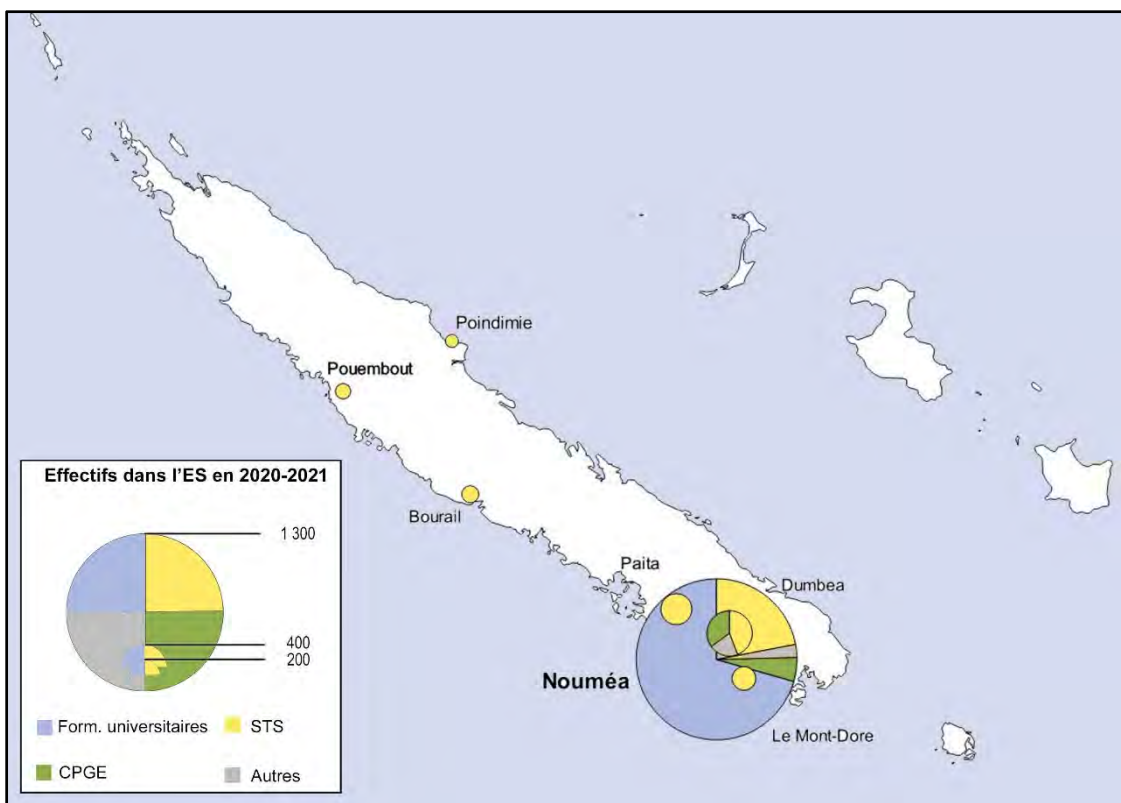 Poindimie
Pouembout
Bourail
Paita
Dumbea
Nouméa
Le Mont-Dore
Effectifs dans l'ES en 2020-2021
1 300
400
200
Form. universitaires
STS
CPGE
Autres